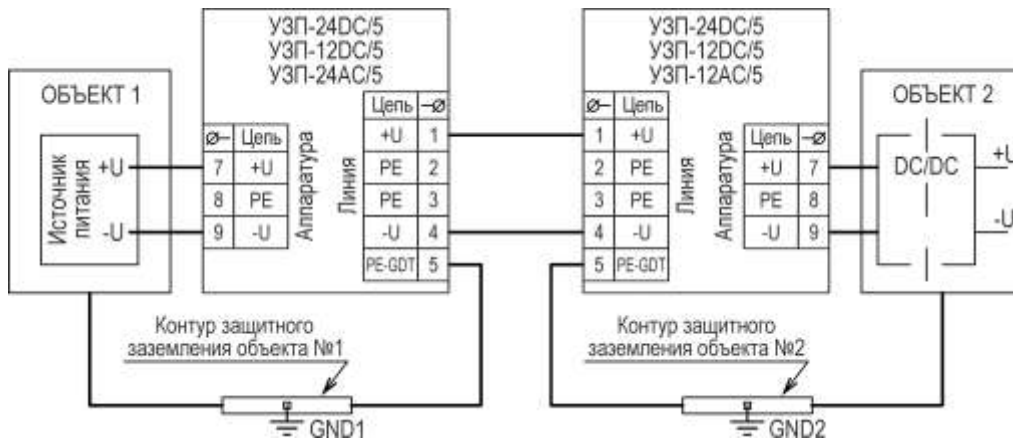 УЗП-24DC/5
УЗП-12DC/5
УЗП-24AC/5
УЗП-24DC/5
УЗП-12DC/5
УЗП-12AC/5
ОБЪЕКТ 1
Источник
питания
+U
-U
Ø– Цепь
7 +U
8 PE
9 -U
Аппаратура
Линия
Цепь –Ø
+U 1
PE 2
PE 3
-U 4
PE-GDT 5
Ø– Цепь
1 +U
2 PE
3 PE
4 -U
5 PE-GDT
Линия
Аппаратура
Цепь –Ø
+U 7
PE 8
-U 9
ОБЪЕКТ 2
DC/DC
+U
-U
Контур защитного
заземления объекта №1
GND1
Контур защитного
заземления объекта №2
GND2